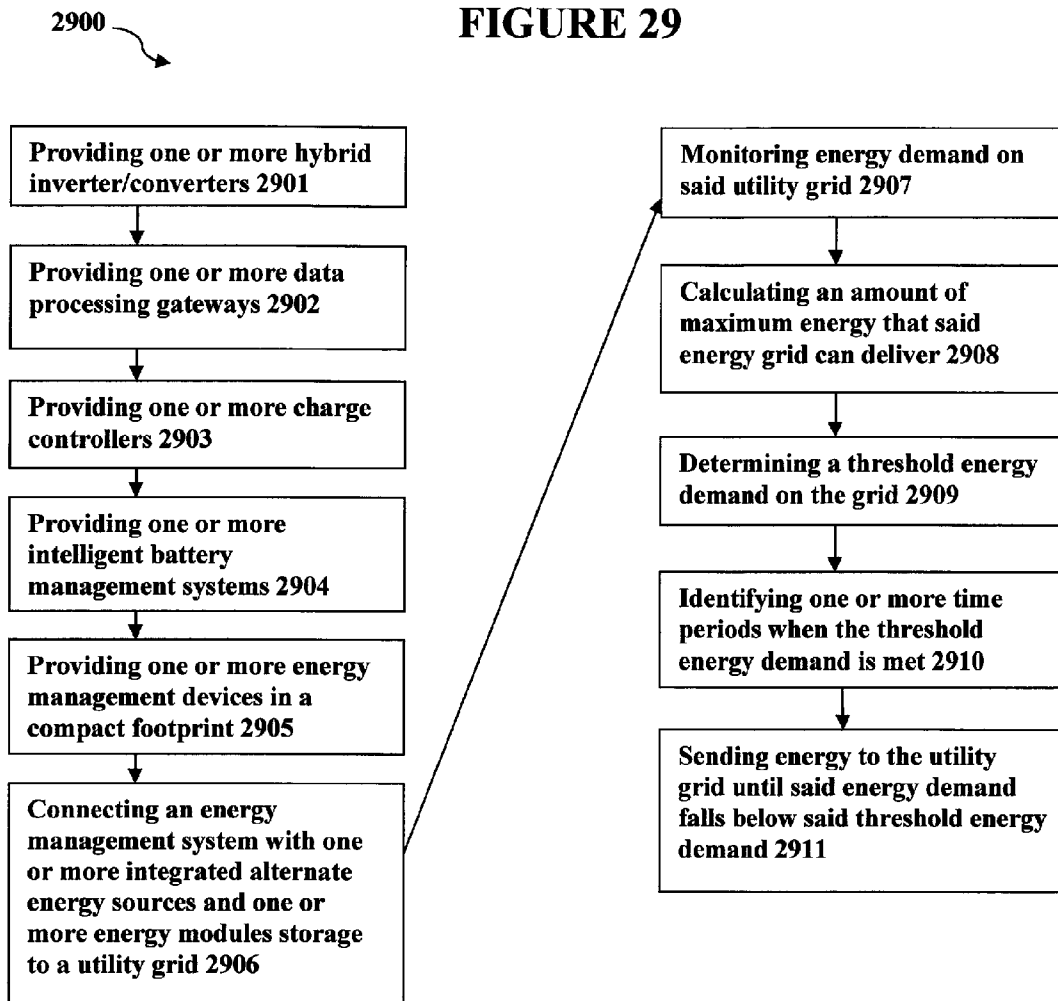 FIGURE 29
2900
Providing one or more hybrid
inverter/converters 2901
Providing one or more data
processing gateways 2902
Providing one or more charge
controllers 2903
Providing one or more
intelligent battery
management systems 2904
Providing one or more energy
management devices in a
compact footprint 2905
Connecting an energy
management system with one
or more integrated alternate
energy sources and one or
more energy modules storage
to a utility grid 2906
Monitoring energy demand on
said utility grid 2907
Calculating an amount of
maximum energy that said
energy grid can deliver 2908
Determining a threshold energy
demand on the grid 2909
Identifying one or more time
periods when the threshold
energy demand is met 2910
Sending energy to the utility
grid until said energy demand
falls below said threshold energy
demand 2911